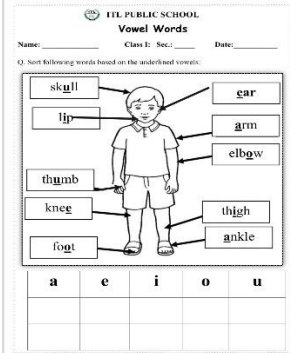 ITL PUBLIC SCHOOL
Vowel Words
Name: Class I: Sec.: Date:
Q. Sort following words based on the underlined vowels:
skull
ear
lip
arm
elbow
thumb
knee
thigh
foot
ankle
a e i o u